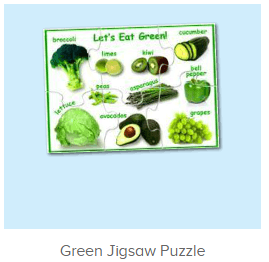 Let's Eat Green!
broccoli
limes
kiwi
cucumber
peas
asparagus
bell
pepper
lettuce
avocados
grapes
Green Jigsaw Puzzle